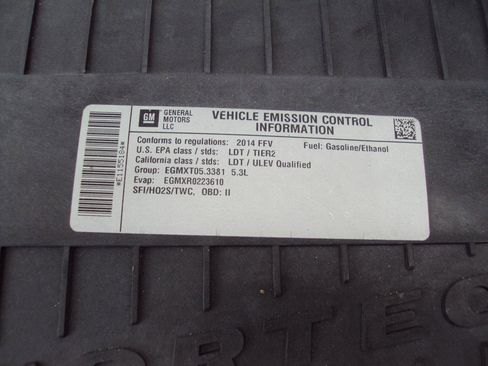 GM GENERAL MOTORS LLC
VEHICLE EMISSION CONTROL
INFORMATION
Conforms to regulations: 2014 FFV Fuel: Gasoline/Ethanol
U.S. EPA class / stds: LDT / TIER2
California class / stds: LDT / ULEV Qualified
Group: EGMXT05.3381 5.3L
Evap: EGMXR0223610
SFI/HO2S/TWC, OBD: II
*E1155184*
ORTEC